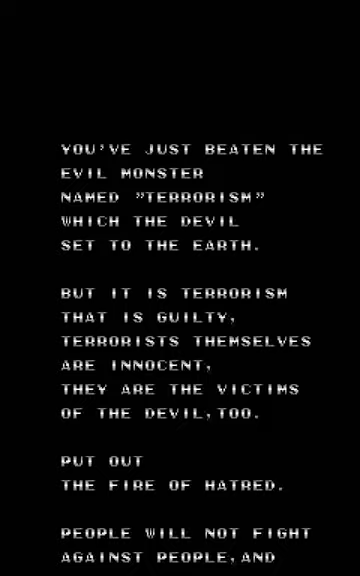 YOU'VE JUST BEATEN THE
EVIL MONSTER
NAMED "TERRORISM"
WHICH THE DEVIL
SET TO THE EARTH.
BUT IT IS TERRORISM
THAT IS GUILTY,
TERRORISTS THEMSELVES
ARE INNOCENT,
THEY ARE THE VICTIMS
OF THE DEVIL,TOO.
PUT OUT
THE FIRE OF HATRED.
PEOPLE WILL NOT FIGHT
AGAINST PEOPLE,AND